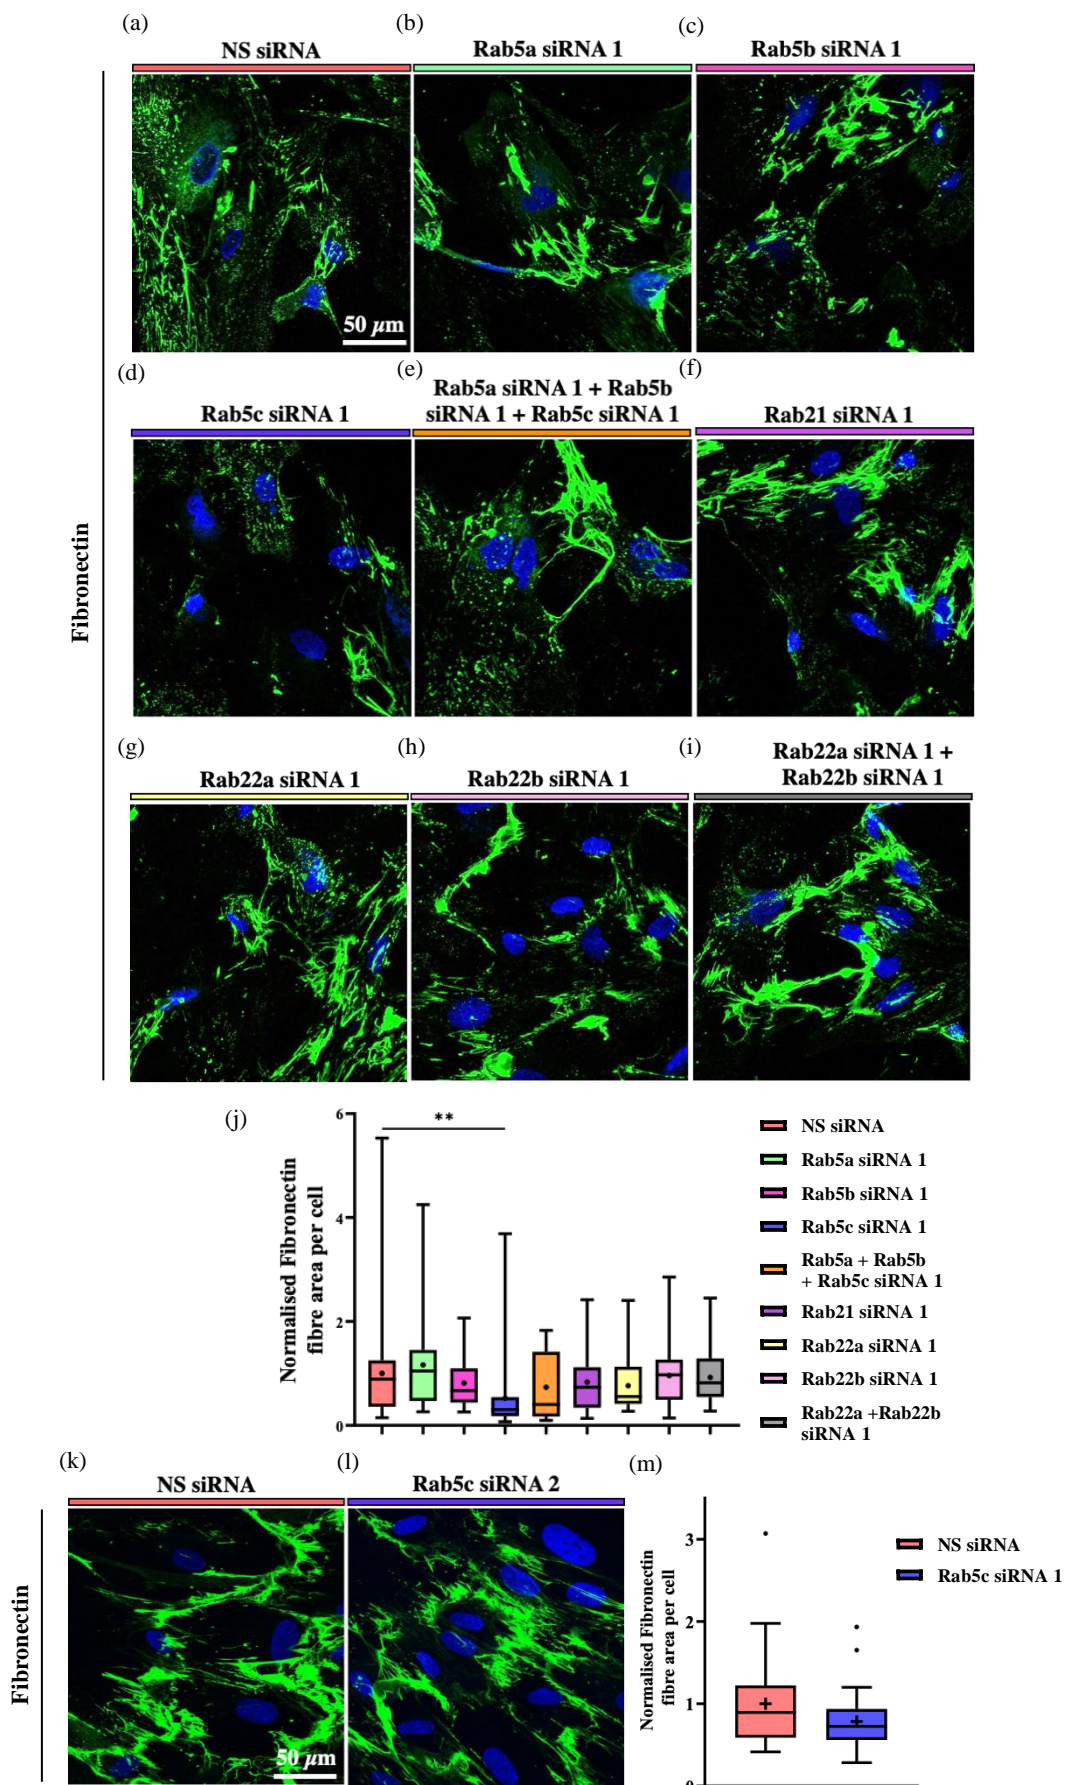 (a)
NS siRNA
(b)
Rab5a siRNA 1
(c)
Rab5b siRNA 1
50 µm
(d)
Rab5c siRNA 1
(e)
Rab5a siRNA 1 + Rab5b
siRNA 1 + Rab5c siRNA 1
(f)
Rab21 siRNA 1
Fibronectin
(g)
Rab22a siRNA 1
(h)
Rab22b siRNA 1
(i)
Rab22a siRNA 1 +
Rab22b siRNA 1
(j)
Normalised Fibronectin
fibre area per cell
6
4
2
0
**
NS siRNA
Rab5a siRNA 1
Rab5b siRNA 1
Rab5c siRNA 1
Rab5a + Rab5b
+ Rab5c siRNA 1
Rab21 siRNA 1
Rab22a siRNA 1
Rab22b siRNA 1
Rab22a +Rab22b
siRNA 1
(k)
NS siRNA
(l)
Rab5c siRNA 2
Fibronectin
50 µm
(m)
Normalised Fibronectin
fibre area per cell
3
2
1
0
NS siRNA
Rab5c siRNA 1